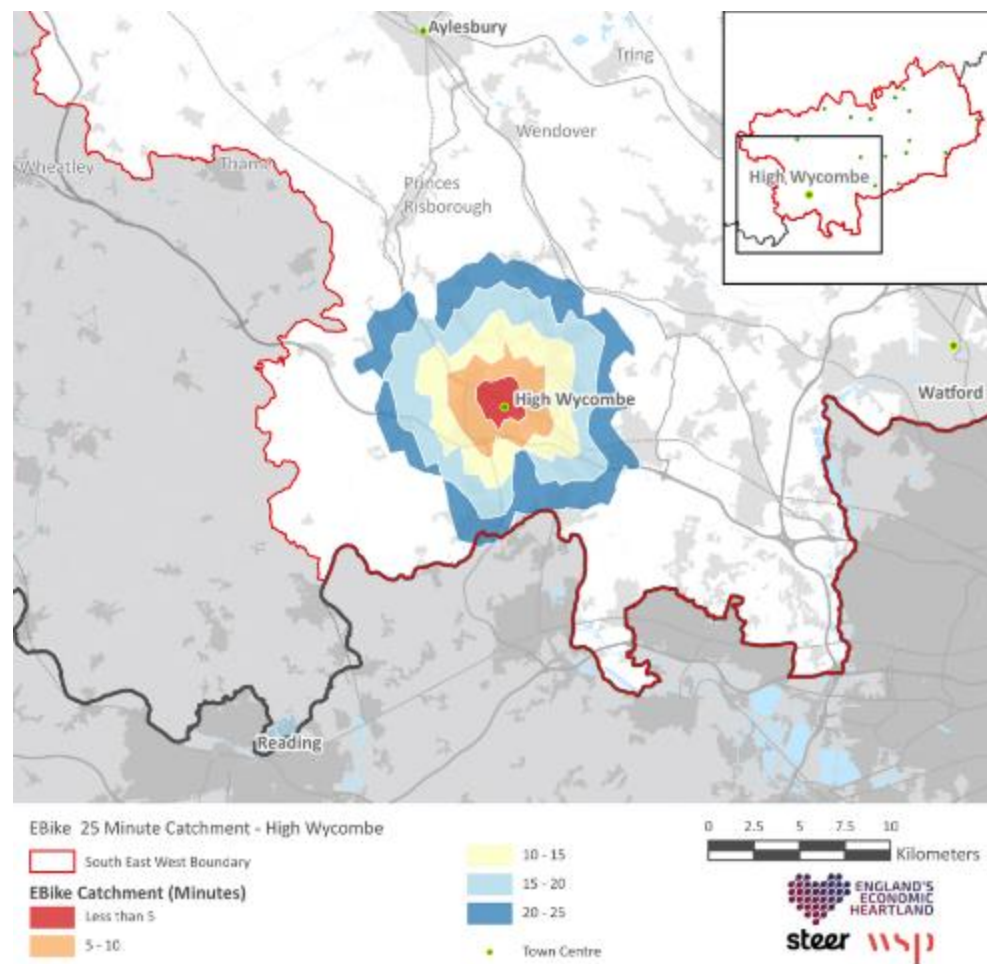 Aylesbury
Tring
Wendover
Wheatley
Thame
Princes
Risborough
High Wycombe
High Wycombe
Watford
Reading
EBike 25 Minute Catchment - High Wycombe
South East West Boundary
EBike Catchment (Minutes)
Less than 5
5 - 10
10 - 15
15 - 20
20 - 25
Town Centre
0 2.5 5 7.5 10
Kilometers
ENGLAND'S
ECONOMIC
HEARTLAND
steer wsp